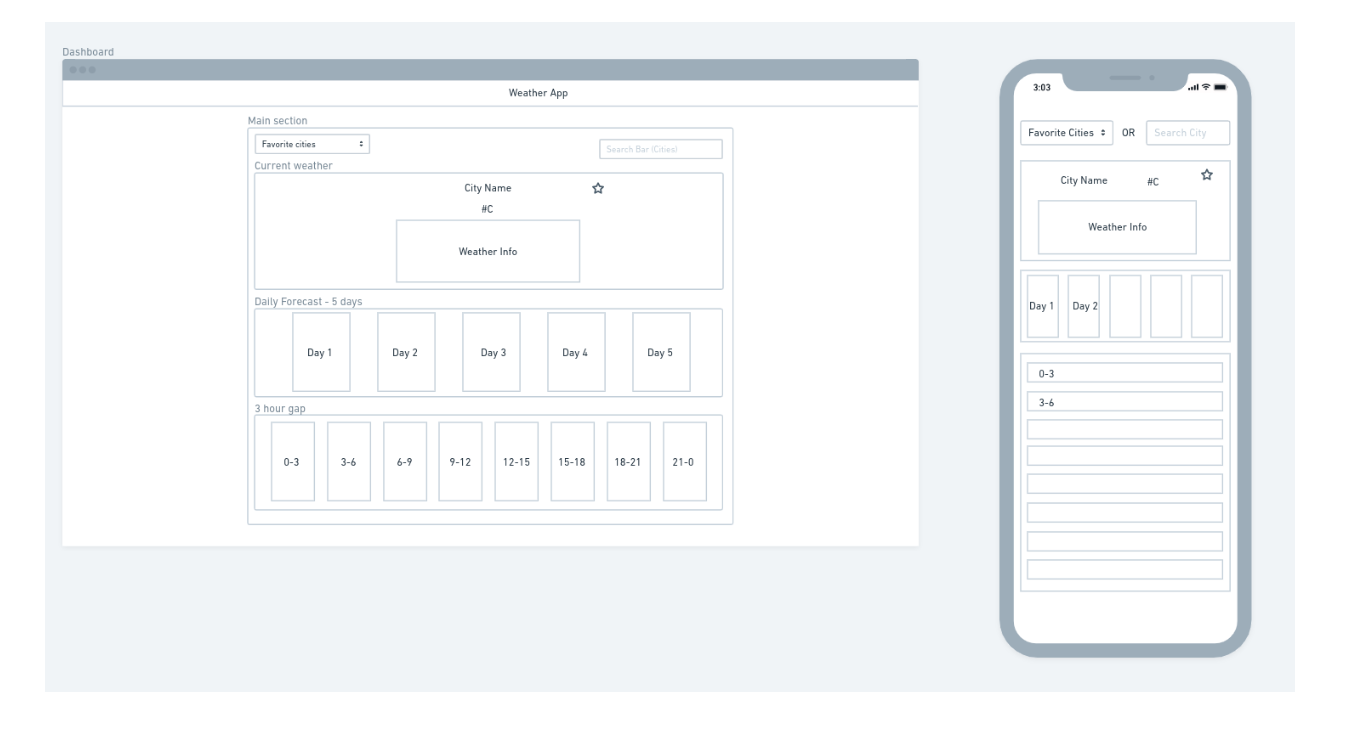 Dashboard
Weather App
Main section
Favorite cities
Search Bar (Cities)
Current weather
City Name
#C
Weather Info
Daily Forecast - 5 days
Day 1 Day 2 Day 3 Day 4 Day 5
3 hour gap
0-3 3-6 6-9 9-12 12-15 15-18 18-21 21-0
3:03
Favorite Cities OR Search City
City Name #C
Weather Info
Day 1 Day 2
0-3
3-6